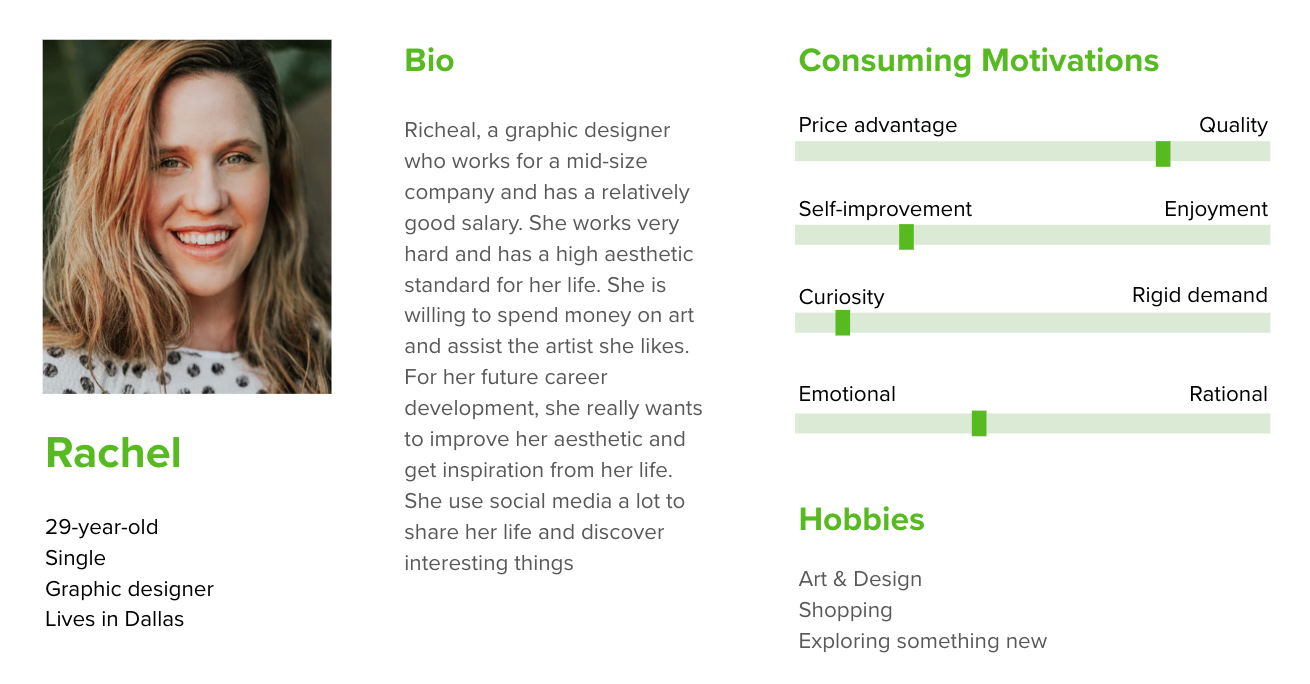 Rachel
29-year-old
Single
Graphic designer
Lives in Dallas
Bio
Richeal, a graphic designer
who works for a mid-size
company and has a relatively
good salary. She works very
hard and has a high aesthetic
standard for her life. She is
willing to spend money on art
and assist the artist she likes.
For her future career
development, she really wants
to improve her aesthetic and
get inspiration from her life.
She use social media a lot to
share her life and discover
interesting things
Consuming Motivations
Price advantage Quality
Self-improvement Enjoyment
Curiosity Rigid demand
Emotional Rational
Hobbies
Art & Design
Shopping
Exploring something new